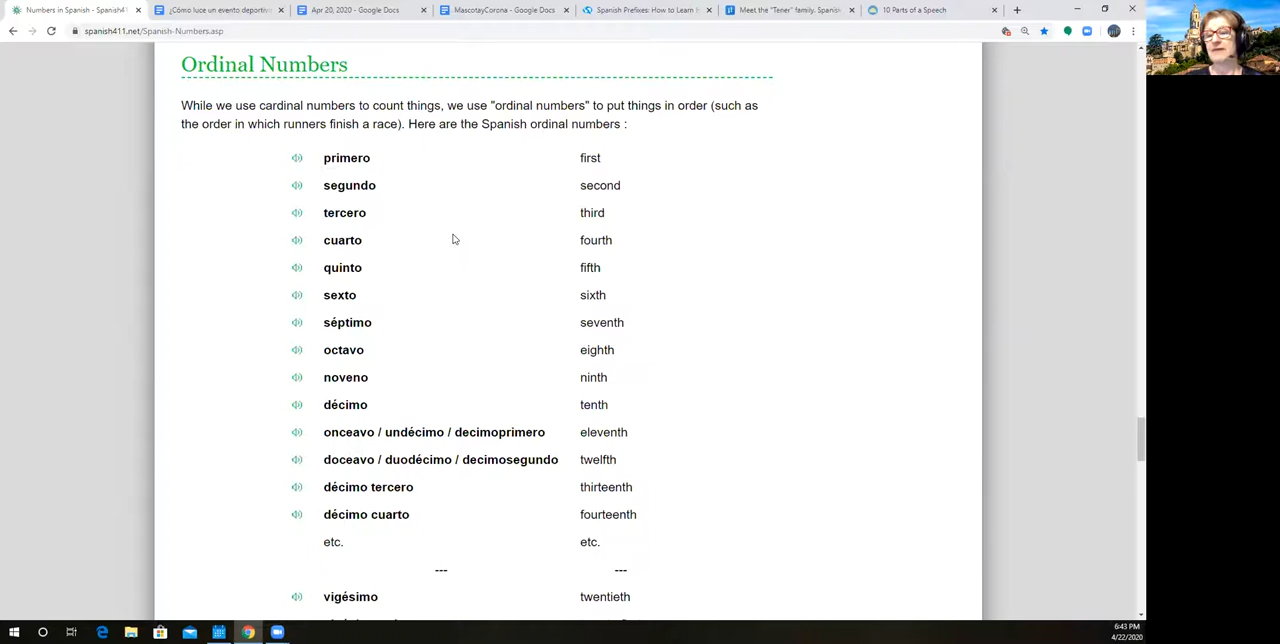 Numbers in Spanish - Spanish41
¿Cómo luce un evento deportiv
Apr 20, 2020 - Google Docs
MascotayCorona - Google Docs
Spanish Prefixes: How to Learn
Meet the "Tener" family. Spanis
10 Parts of a Speech
spanish411.net/Spanish-Numbers.asp
Ordinal Numbers
While we use cardinal numbers to count things, we use "ordinal numbers" to put things in order (such as
the order in which runners finish a race). Here are the Spanish ordinal numbers :
primero first
segundo second
tercero third
cuarto fourth
quinto fifth
sexto sixth
séptimo seventh
octavo eighth
noveno ninth
décimo tenth
onceavo / undécimo / decimoprimero eleventh
doceavo / duodécimo / decimosegundo twelfth
décimo tercero thirteenth
décimo cuarto fourteenth
etc. etc.
--- ---
vigésimo twentieth
6:43 PM
4/22/2020